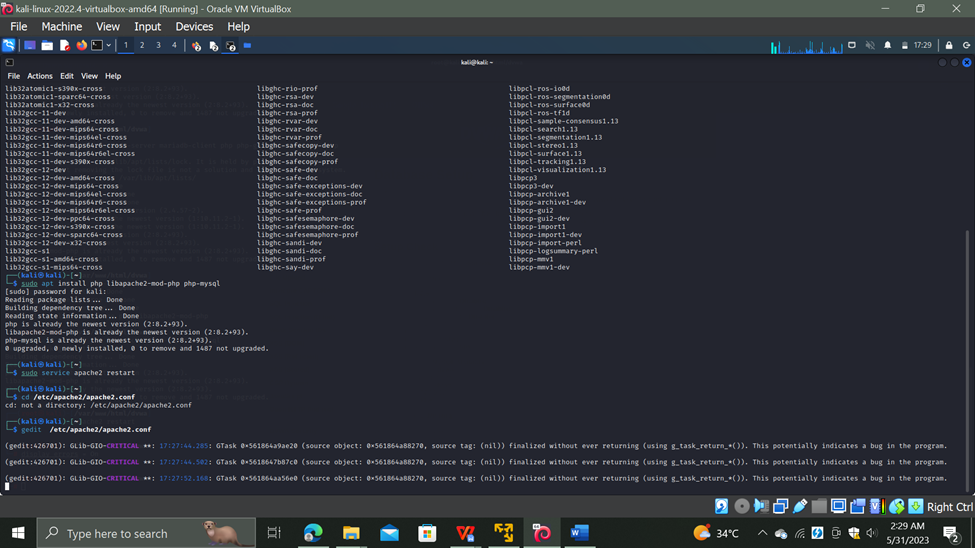 kali-linux-2022.4-virtualbox-amd64 [Running] - Oracle VM VirtualBox
File Machine View Input Devices Help
1 2 3 4 17:29
kali@kali: ~
File Actions Edit View Help
lib32atomic1-s390x-cross libghc-rio-prof libpcl-ros-io0d
lib32atomic1-sparc64-cross libghc-rsa-dev libpcl-ros-segmentation0d
lib32atomic1-x32-cross libghc-rsa-doc libpcl-ros-surface0d
lib32gcc-11-dev libghc-rsa-prof libpcl-ros-tf1d
lib32gcc-11-dev-amd64-cross libghc-rvar-dev libpcl-sample-consensus1.13
lib32gcc-11-dev-mips64-cross libghc-rvar-doc libpcl-search1.13
lib32gcc-11-dev-mips64el-cross libghc-rvar-prof libpcl-segmentation1.13
lib32gcc-11-dev-mips64r6-cross libghc-safecopy-dev libpcl-stereo1.13
lib32gcc-11-dev-mips64r6el-cross libghc-safecopy-doc libpcl-surface1.13
lib32gcc-11-dev-s390x-cross libghc-safecopy-prof libpcl-tracking1.13
lib32gcc-12-dev libghc-safe-dev libpcl-visualization1.13
lib32gcc-12-dev-amd64-cross libghc-safe-doc libpcp3
lib32gcc-12-dev-mips64-cross libghc-safe-exceptions-dev libpcp3-dev
lib32gcc-12-dev-mips64el-cross libghc-safe-exceptions-doc libpcp-archive1
lib32gcc-12-dev-mips64r6-cross libghc-safe-exceptions-prof libpcp-archive1-dev
lib32gcc-12-dev-mips64r6el-cross libghc-safe-prof libpcp-gui2
lib32gcc-12-dev-ppc64-cross libghc-safesemaphore-dev libpcp-gui2-dev
lib32gcc-12-dev-s390x-cross libghc-safesemaphore-doc libpcp-import1
lib32gcc-12-dev-sparc64-cross libghc-safesemaphore-prof libpcp-import1-dev
lib32gcc-12-dev-x32-cross libghc-sandi-dev libpcp-import-perl
lib32gcc-s1 libghc-sandi-doc libpcp-logsummary-perl
lib32gcc-s1-amd64-cross libghc-sandi-prof libpcp-mmv1
lib32gcc-s1-mips64-cross libghc-say-dev libpcp-mmv1-dev
┌──(kali㉿kali)-[~]
└─$ sudo apt install php libapache2-mod-php php-mysql
[sudo] password for kali:
Reading package lists... Done
Building dependency tree... Done
Reading state information... Done
php is already the newest version (2:8.2+93).
libapache2-mod-php is already the newest version (2:8.2+93).
php-mysql is already the newest version (2:8.2+93).
0 upgraded, 0 newly installed, 0 to remove and 1487 not upgraded.
┌──(kali㉿kali)-[~]
└─$ sudo service apache2 restart
┌──(kali㉿kali)-[~]
└─$ cd /etc/apache2/apache2.conf
cd: not a directory: /etc/apache2/apache2.conf
┌──(kali㉿kali)-[~]
└─$ gedit /etc/apache2/apache2.conf
(gedit:426701): GLib-GIO-CRITICAL **: 17:27:44.285: GTask 0×561864a9ae20 (source object: 0×561864a88270, source tag: (nil)) finalized without ever returning (using g_task_return_*()). This potentially indicates a bug in the program.
(gedit:426701): GLib-GIO-CRITICAL **: 17:27:44.502: GTask 0×5618647b87c0 (source object: 0×561864a88270, source tag: (nil)) finalized without ever returning (using g_task_return_*()). This potentially indicates a bug in the program.
(gedit:426701): GLib-GIO-CRITICAL **: 17:27:52.168: GTask 0×561864aa56e0 (source object: 0×561864a88270, source tag: (nil)) finalized without ever returning (using g_task_return_*()). This potentially indicates a bug in the program.
Right Ctrl
Type here to search
34°C
2:29 AM
5/31/2023
2